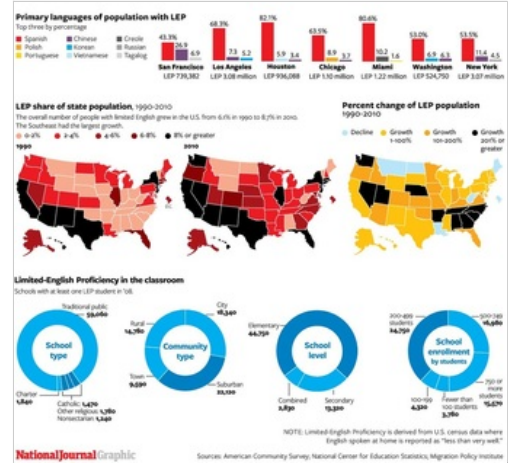 Primary languages of population with LEP
Top three by percentage
Spanish Chinese Creole
Polish Korean Russian
Portuguese Vietnamese Tagalog
43.3% 26.9 6.9
San Francisco
LEP 739,382
68.3% 7.3 5.2
Los Angeles
LEP 3.08 million
82.1% 5.9 3.4
Houston
LEP 936,088
63.5% 8.9 3.7
Chicago
LEP 1.10 million
80.6% 10.2 1.6
Miami
LEP 1.22 million
53.0% 6.9 6.3
Washington
LEP 524,750
53.5% 11.4 4.5
New York
LEP 3.07 million
LEP share of state population, 1990-2010
The overall number of people with limited English grew in the U.S. from 6.1% in 1990 to 8.7% in 2010.
The Southeast had the largest growth.
0-2% 2-4% 4-6% 6-8% 8% or greater
1990
2010
Percent change of LEP population
1990-2010
Decline
Growth
1-100%
Growth
101-200%
Growth
201% or
greater
Limited-English Proficiency in the classroom
Schools with at least one LEP student in '08.
Traditional public
59,060
School
type
Charter
1,840
Catholic 1,470
Other religious 1,780
Nonsectarian 1,240
City
18,340
Rural
14,780
Community
type
Town
9,590
Suburban
22,120
Elementary
44,750
School
level
Combined
2,830
Secondary
13,320
200-499
students
24,750
500-749
16,980
School
enrollment
by students
750 or
more
students
15,570
100-199
4,320
Fewer than
100 students
3,780
NOTE: Limited-English Proficiency is derived from U.S. census data where
English spoken at home is reported as "less than very well."
NationalJournal Graphic
Sources: American Community Survey; National Center for Education Statistics; Migration Policy Institute